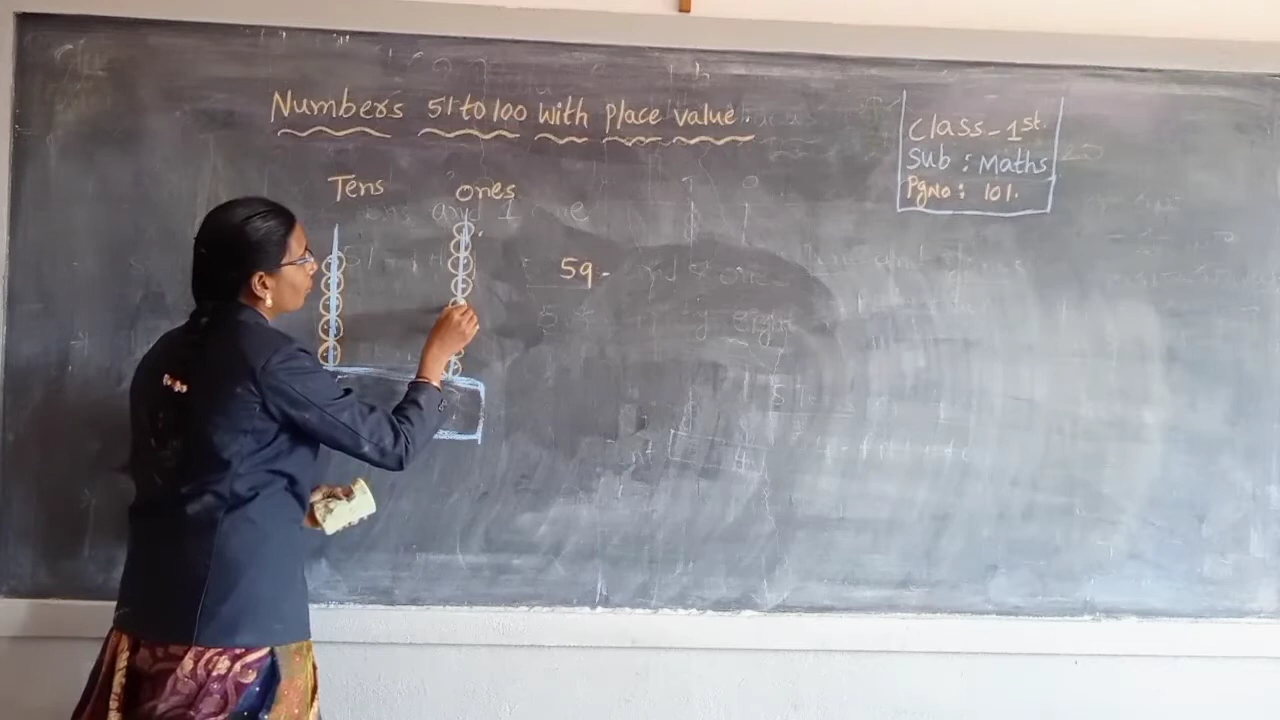 Numbers 51 to 100 with place value.
Class - 1st.
Sub : Maths
Pg No : 101.
Tens ones
59 -